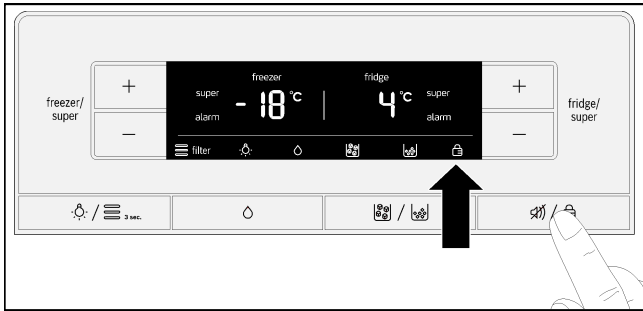 freezer fridge
super - 18 °C 4 °C super
alarm alarm
filter
freezer/
super
+
−
+
−
fridge/
super
/ 3 sec.
/
/